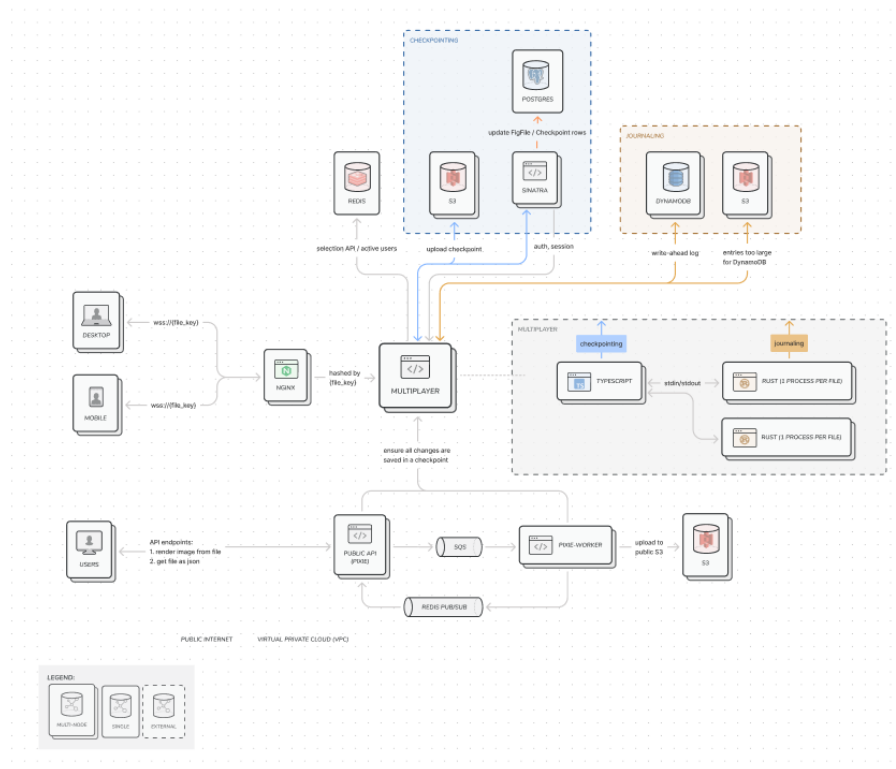 CHECKPOINTING
POSTGRES
update FigFile / Checkpoint rows
JOURNALING
REDIS
S3
SINATRA
DYNAMODB
S3
selection API / active users
upload checkpoint
auth, session
write-ahead log
entries too large
for DynamoDB
DESKTOP
wss://{file_key}
MOBILE
wss://{file_key}
NGINX
hashed by
{file_key}
MULTIPLAYER
MULTIPLAYER
checkpointing
journaling
TYPESCRIPT
stdin/stdout
RUST (1 PROCESS PER FILE)
RUST (1 PROCESS PER FILE)
ensure all changes are
saved in a checkpoint
USERS
API endpoints:
1. render image from file
2. get file as json
PUBLIC API
(PIXIE)
SQS
PIXIE-WORKER
upload to
public S3
S3
REDIS PUB/SUB
PUBLIC INTERNET
VIRTUAL PRIVATE CLOUD (VPC)
LEGEND:
MULTI-NODE
SINGLE
EXTERNAL